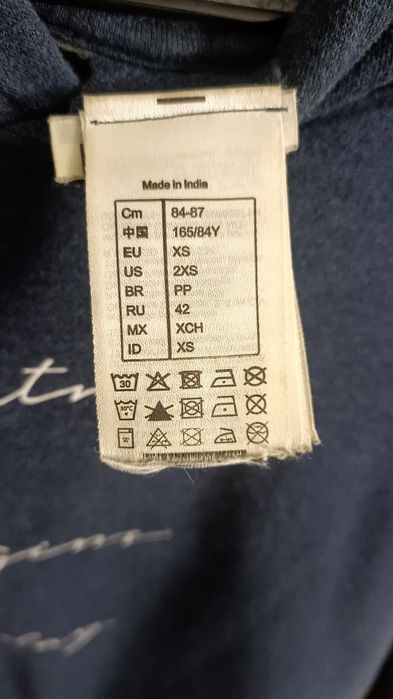 Made in India
Cm 84-87
中国 165/84Y
EU XS
US 2XS
BR PP
RU 42
MX XCH
ID XS
30
30°C